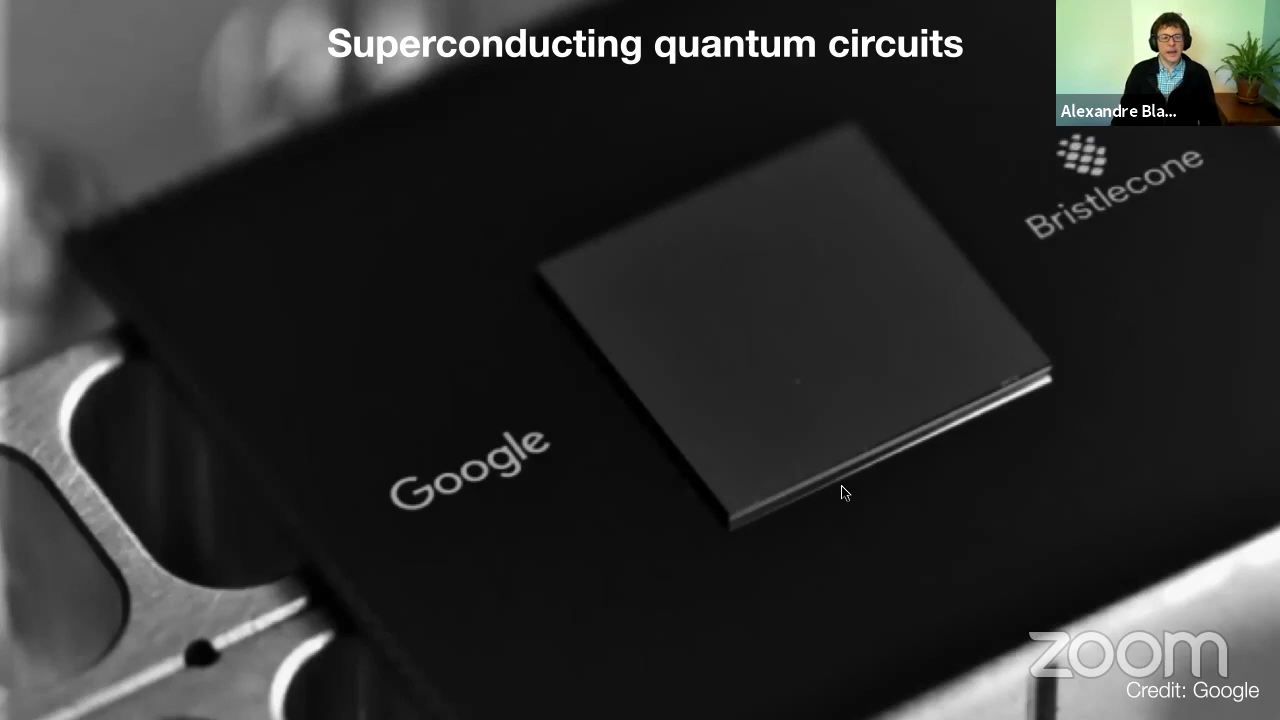 Superconducting quantum circuits
Alexandre Bla...
Bristlecone
Google
zoom
Credit: Google